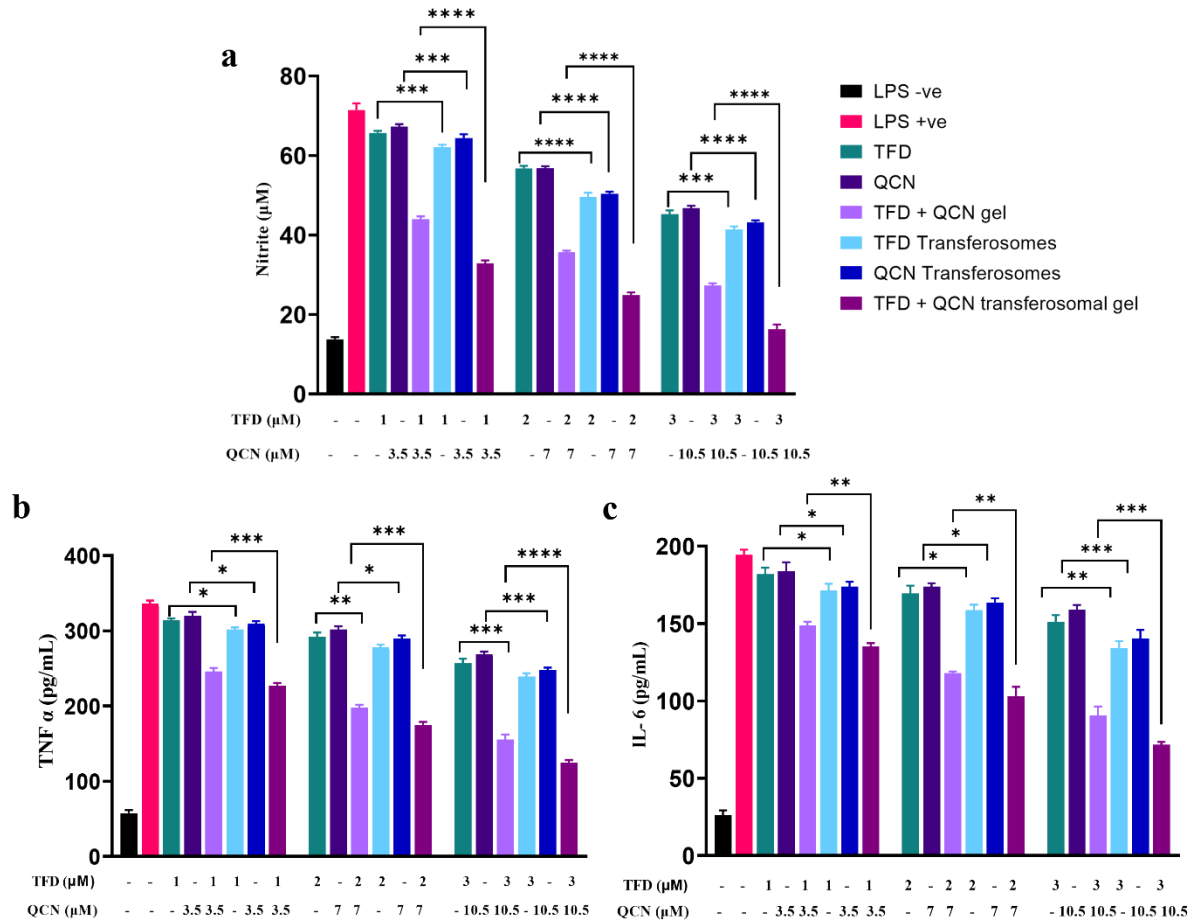 a
****
***
***
****
****
****
****
****
***
80
60
40
20
0
Nitrite (µM)
LPS -ve
LPS +ve
TFD
QCN
TFD + QCN gel
TFD Transferosomes
QCN Transferosomes
TFD + QCN transferosomal gel
TFD (µM) - - 1 - 1 1 - 1 2 - 2 2 - 2 3 - 3 3 - 3
QCN (µM) - - - 3.5 3.5 - 3.5 3.5 - 7 7 - 7 7 - 10.5 10.5 - 10.5 10.5
b
***
*
*
***
*
**
****
***
***
400
300
200
100
0
TNF α (pg/mL)
TFD (µM) - - 1 - 1 1 - 1 2 - 2 2 - 2 3 - 3 3 - 3
QCN (µM) - - - 3.5 3.5 - 3.5 3.5 - 7 7 - 7 7 - 10.5 10.5 - 10.5 10.5
c
**
*
*
**
*
*
***
***
**
200
150
100
50
0
IL- 6 (pg/mL)
TFD (µM) - - 1 - 1 1 - 1 2 - 2 2 - 2 3 - 3 3 - 3
QCN (µM) - - - 3.5 3.5 - 3.5 3.5 - 7 7 - 7 7 - 10.5 10.5 - 10.5 10.5